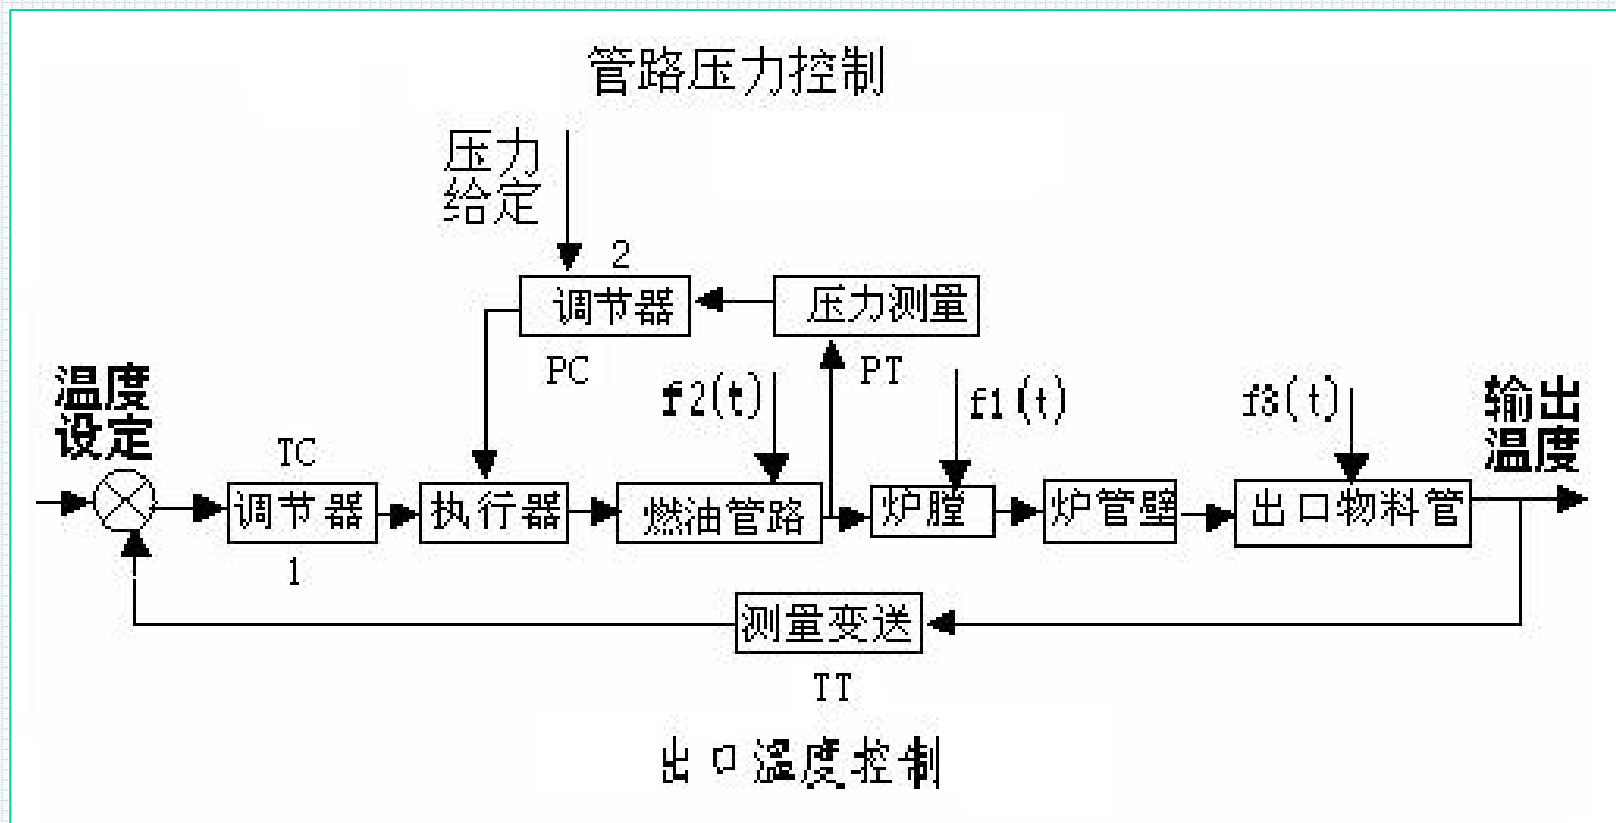 管路压力控制
压力
给定
2
调节器
压力测量
PC
PT
温度
设定
f2(t)
f1(t)
f3(t)
输出
温度
TC
调节器
执行器
燃油管路
炉膛
炉管壁
出口物料管
1
测量变送
TT
出口温度控制